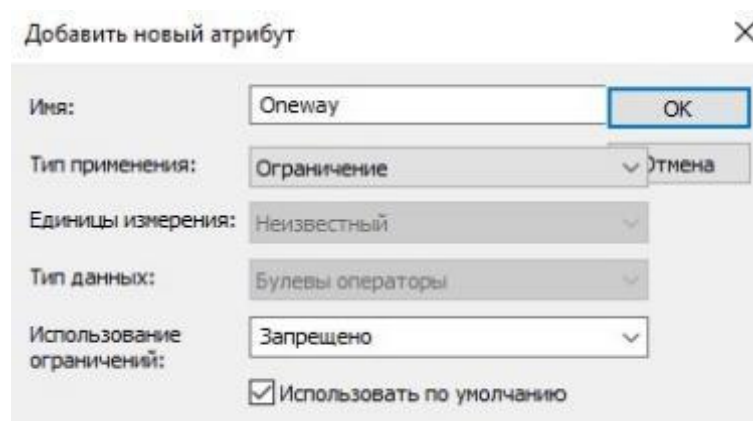 Добавить новый атрибут
Имя: Oneway OK
Тип применения: Ограничение Отмена
Единицы измерения: Неизвестный
Тип данных: Булевы операторы
Использование ограничений: Запрещено
Использовать по умолчанию